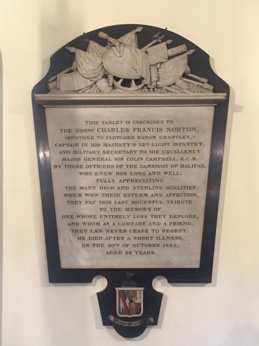 THIS TABLET IS INSCRIBED TO
THE HONBLE CHARLES FRANCIS NORTON,
(BROTHER TO FLETCHER BARON GRANTLEY,)
CAPTAIN IN HIS MAJESTY'S 52ND LIGHT INFANTRY,
AND MILITARY SECRETARY TO HIS EXCELLENCY
MAJOR GENERAL SIR COLIN CAMPBELL, K.C.B.
BY THOSE OFFICERS OF THE GARRISON OF HALIFAX,
WHO KNEW HIM LONG AND WELL;
FULLY APPRECIATING
THE MANY HIGH AND STERLING QUALITIES
WHICH WON THEIR ESTEEM AND AFFECTION,
THEY PAY THIS LAST MOURNFUL TRIBUTE
TO THE MEMORY OF
ONE WHOSE UNTIMELY LOSS THEY DEPLORE,
AND WHOM AS A COMRADE AND A FRIEND,
THEY CAN NEVER CEASE TO REGRET.
HE DIED AFTER A SHORT ILLNESS,
ON THE OF OCTOBER 1835;
AGED 28 YEARS.